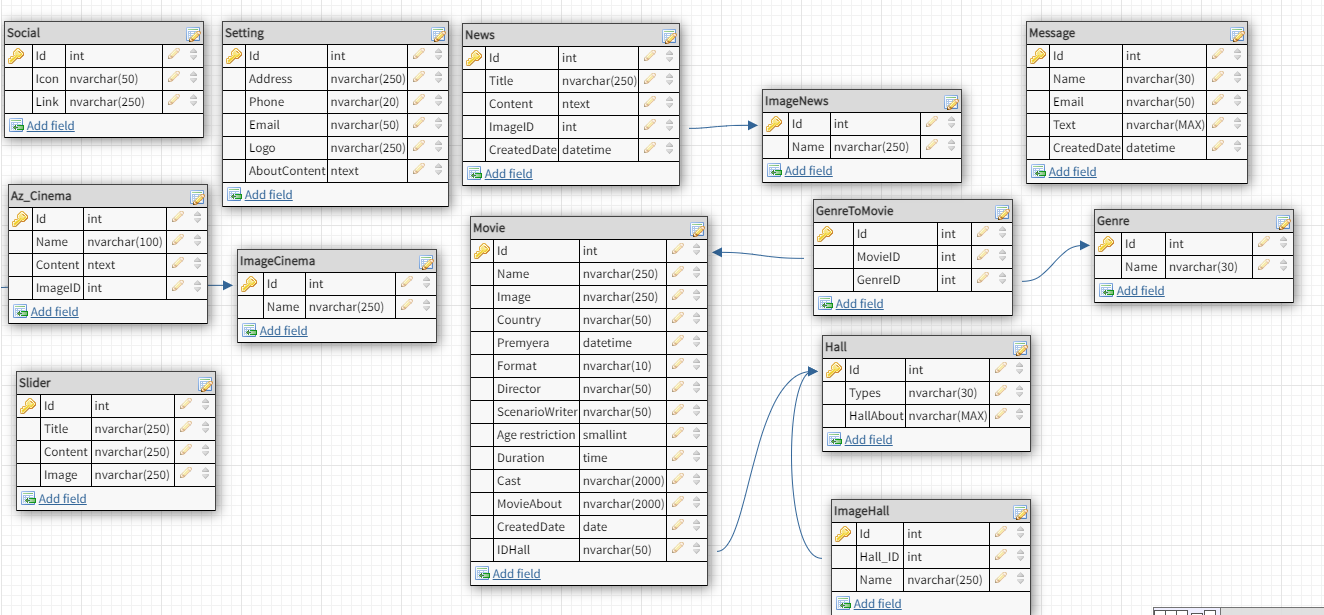 Social
Id int
Icon nvarchar(50)
Link nvarchar(250)
Add field
Setting
Id int
Address nvarchar(250)
Phone nvarchar(20)
Email nvarchar(50)
Logo nvarchar(250)
AboutContent ntext
Add field
News
Id int
Title nvarchar(250)
Content ntext
ImageID int
CreatedDate datetime
Add field
ImageNews
Id int
Name nvarchar(250)
Add field
Message
Id int
Name nvarchar(30)
Email nvarchar(50)
Text nvarchar(MAX)
CreatedDate datetime
Add field
Az_Cinema
Id int
Name nvarchar(100)
Content ntext
ImageID int
Add field
ImageCinema
Id int
Name nvarchar(250)
Add field
Movie
Id int
Name nvarchar(250)
Image nvarchar(250)
Country nvarchar(50)
Premyera datetime
Format nvarchar(10)
Director nvarchar(50)
ScenarioWriter nvarchar(50)
Age restriction smallint
Duration time
Cast nvarchar(2000)
MovieAbout nvarchar(2000)
CreatedDate date
IDHall nvarchar(50)
Add field
GenreToMovie
Id int
MovieID int
GenreID int
Add field
Genre
Id int
Name nvarchar(30)
Add field
Hall
Id int
Types nvarchar(30)
HallAbout nvarchar(MAX)
Add field
Slider
Id int
Title nvarchar(250)
Content nvarchar(250)
Image nvarchar(250)
Add field
ImageHall
Id int
Hall_ID int
Name nvarchar(250)
Add field